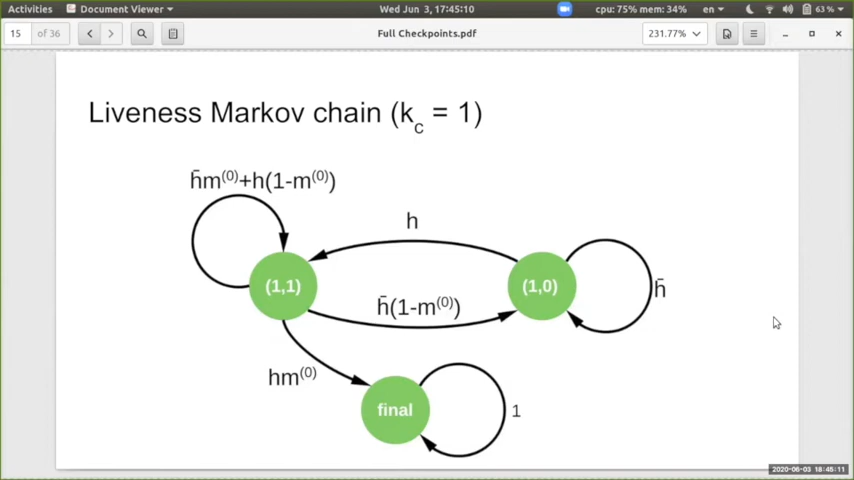 Activities Document Viewer Wed Jun 3, 17:45:10 cpu: 75% mem: 34% en 63 %
15 of 36 Full Checkpoints.pdf 231.77%
Liveness Markov chain (k_c = 1)
h̄m⁽⁰⁾+h(1-m⁽⁰⁾)
h
(1,1) (1,0)
h̄
h̄(1-m⁽⁰⁾)
hm⁽⁰⁾
final
1
2020-06-03 18:45:11